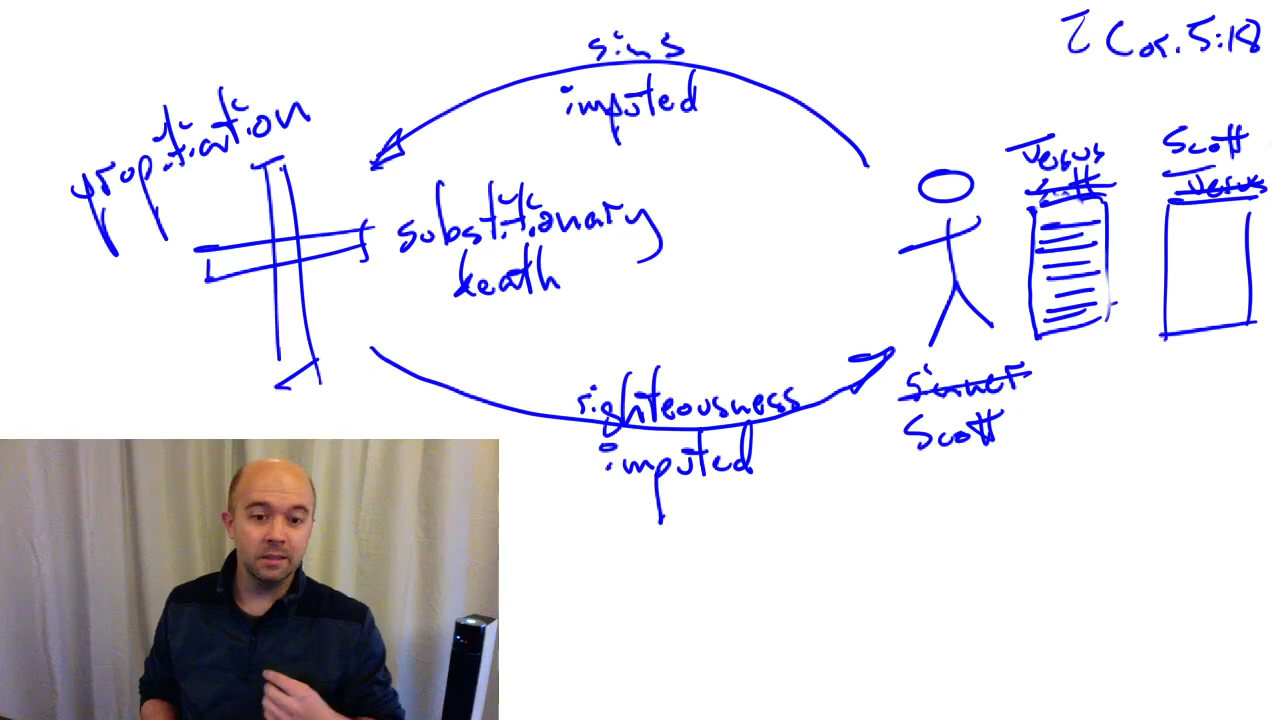 2 Cor. 5:18
sins
imputed
propitiation
substitutionary
death
Jesus
Scott
Scott
Jesus
righteousness
imputed
sinner
Scott